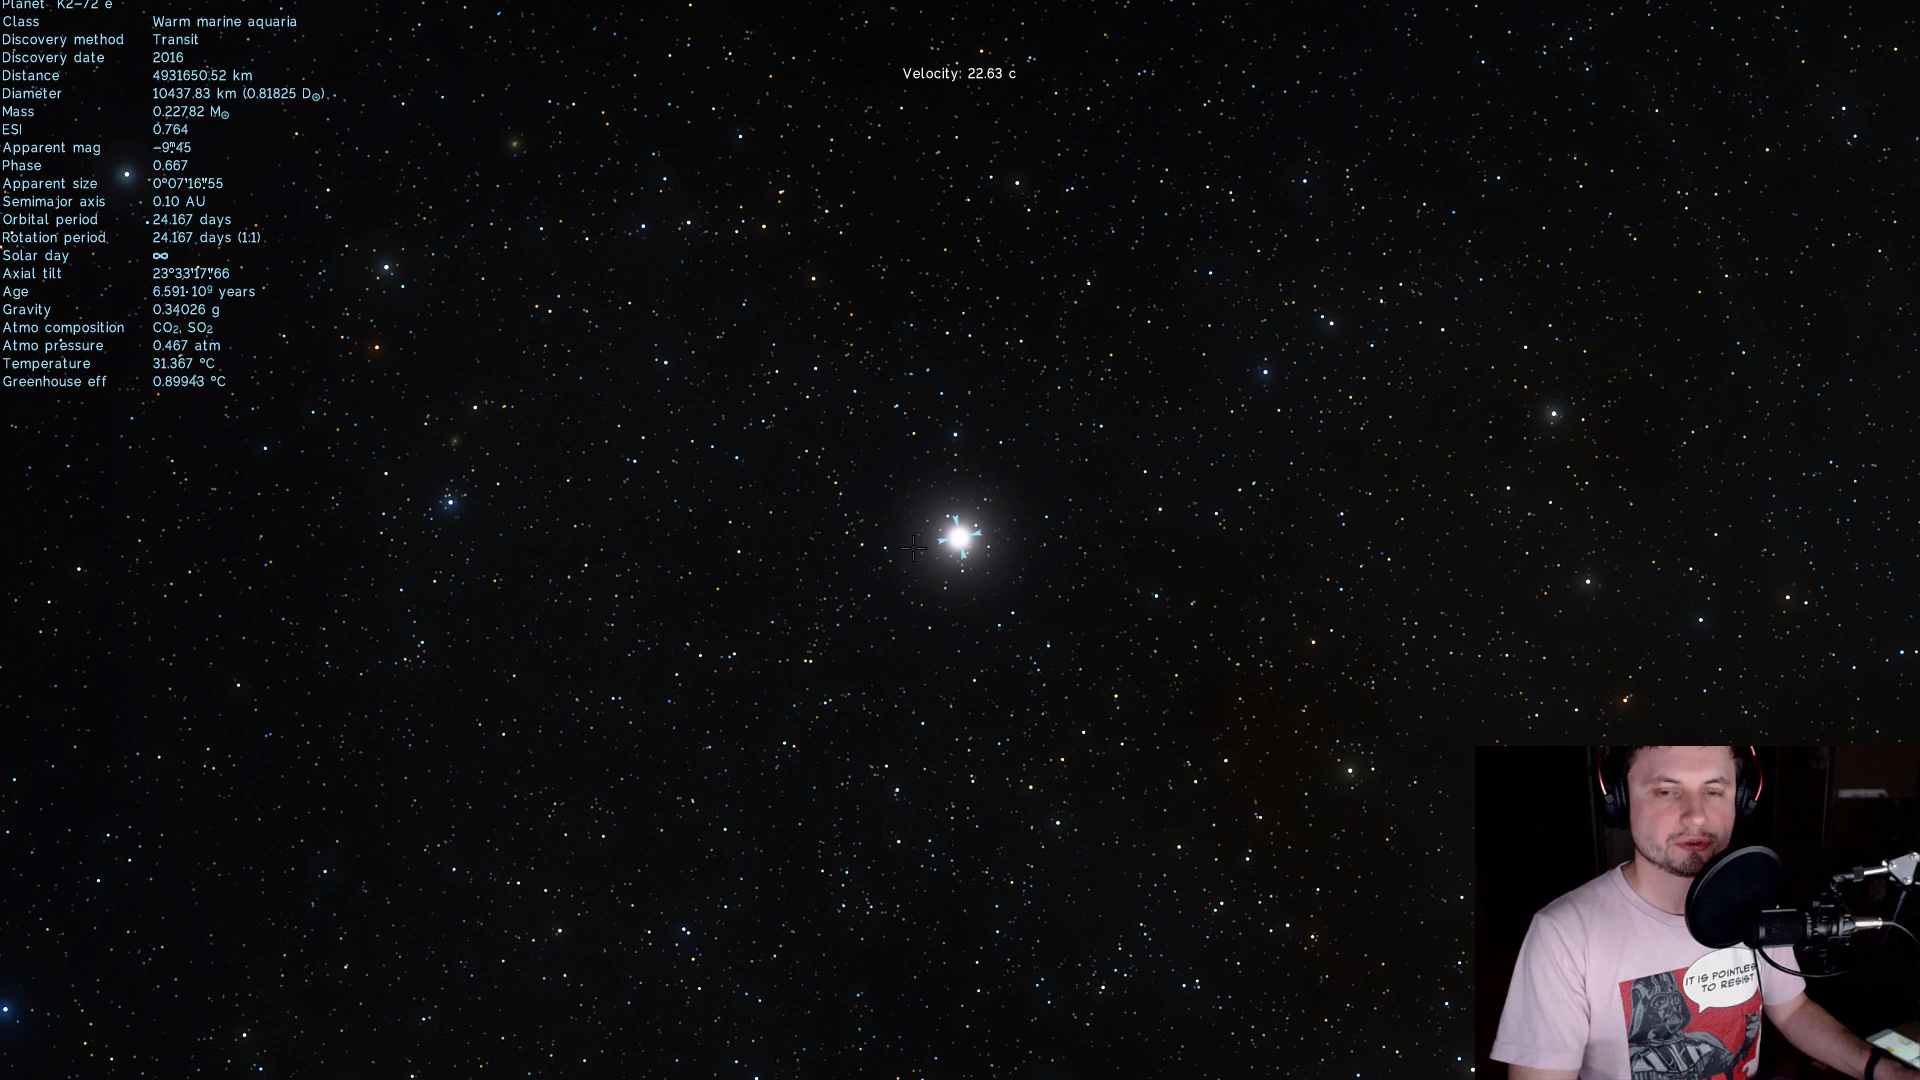 Planet K2-72 e
Class Warm marine aquaria
Discovery method Transit
Discovery date 2016
Distance 4931650.52 km
Diameter 10437.83 km (0.81825 D⊕)
Mass 0.22782 M⊕
ESI 0.764
Apparent mag -9ᵐ.45
Phase 0.667
Apparent size 0°07'16".55
Semimajor axis 0.10 AU
Orbital period 24.167 days
Rotation period 24.167 days (1:1)
Solar day ∞
Axial tilt 23°33'17".66
Age 6.591·10⁹ years
Gravity 0.34026 g
Atmo composition CO₂, SO₂
Atmo pressure 0.467 atm
Temperature 31.367 °C
Greenhouse eff 0.89943 °C
Velocity: 22.63 c
IT IS POINTLESS
TO RESIST